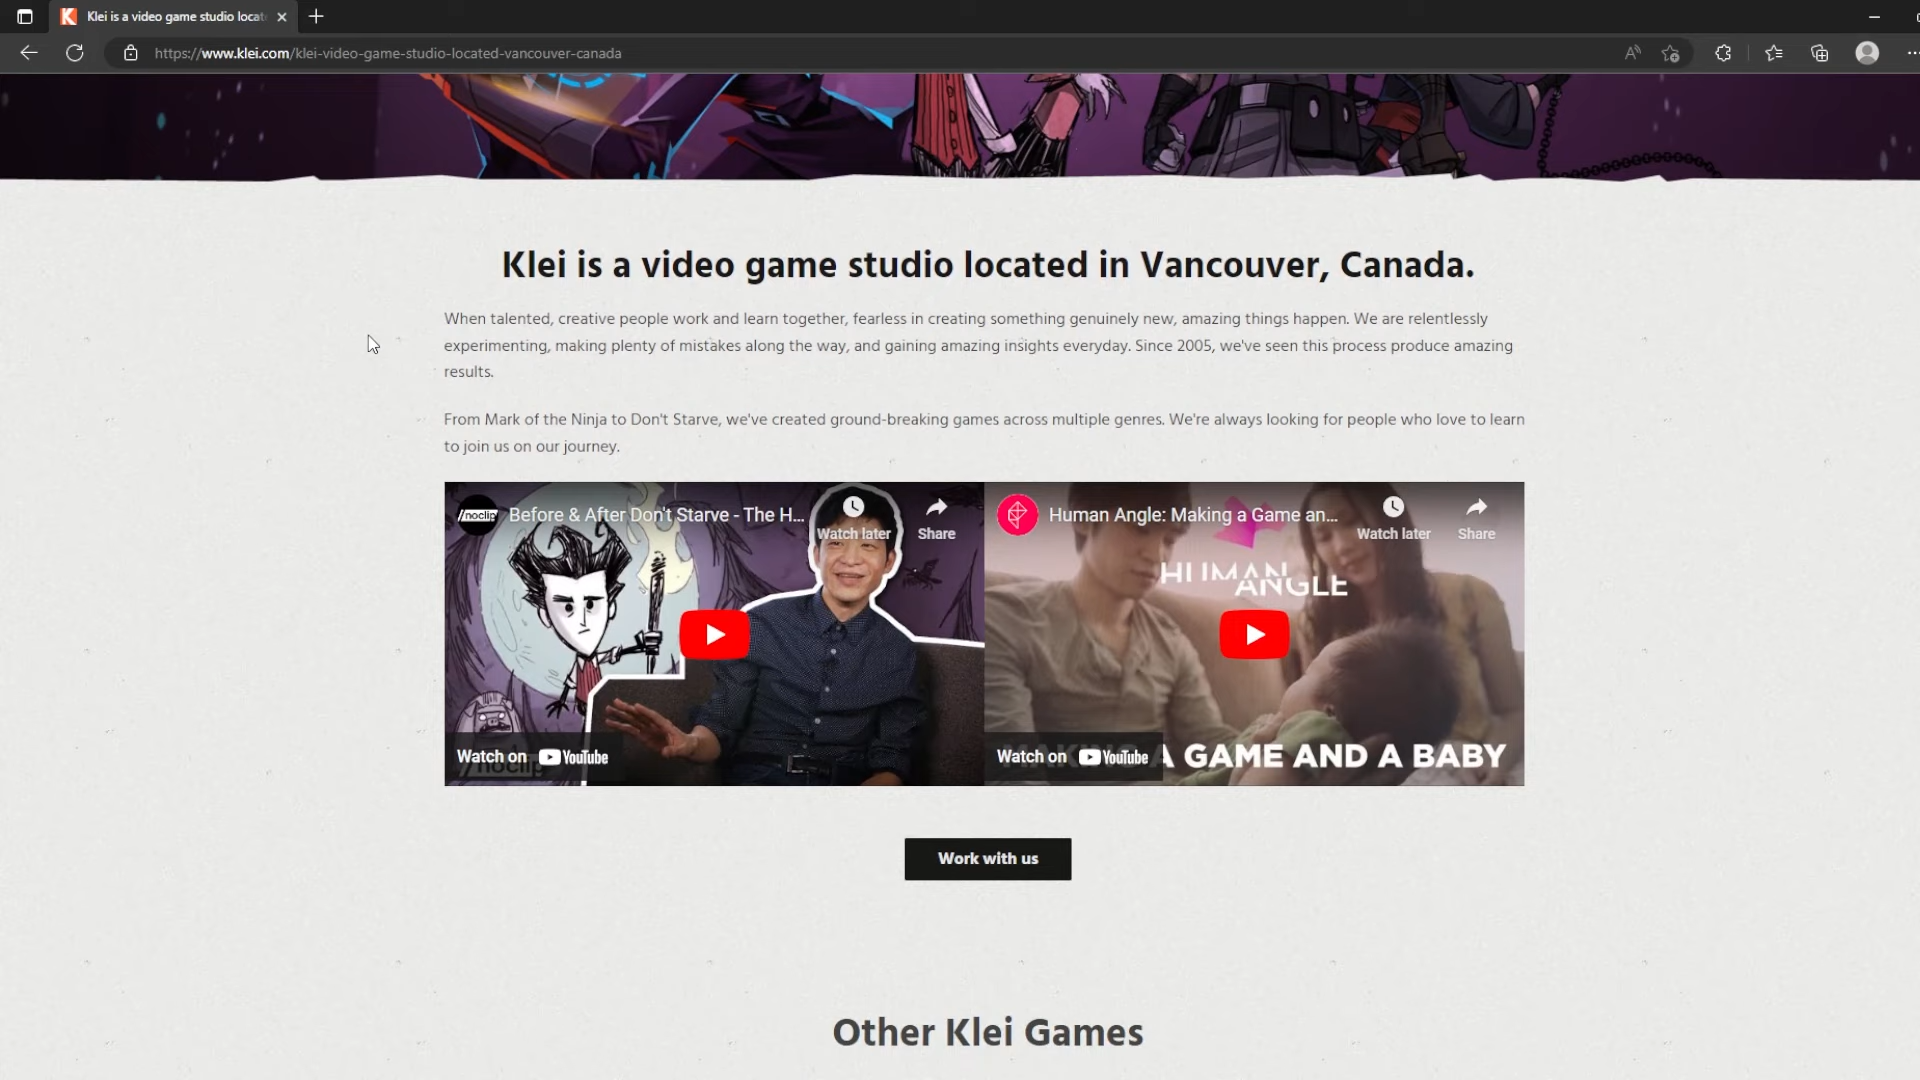 Klei is a video game studio locat
https://www.klei.com/klei-video-game-studio-located-vancouver-canada
Klei is a video game studio located in Vancouver, Canada.
When talented, creative people work and learn together, fearless in creating something genuinely new, amazing things happen. We are relentlessly
experimenting, making plenty of mistakes along the way, and gaining amazing insights everyday. Since 2005, we've seen this process produce amazing
results.
From Mark of the Ninja to Don't Starve, we've created ground-breaking games across multiple genres. We're always looking for people who love to learn
to join us on our journey.
/noclip
Before & After Don't Starve - The H...
Watch later
Share
Watch on YouTube
/noclip
Human Angle: Making a Game an...
Watch later
Share
HUMAN
ANGLE
Watch on YouTube
A GAME AND A BABY
Work with us
Other Klei Games